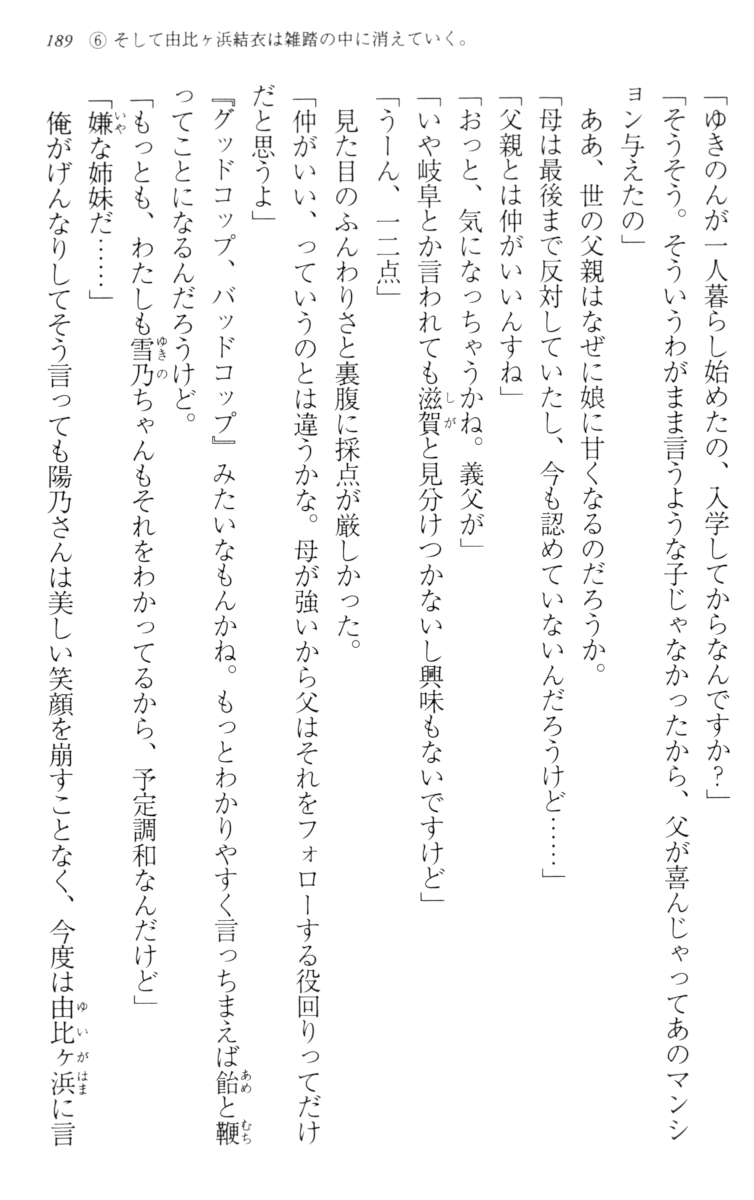 189 ⑥ そして由比ヶ浜結衣は雑踏の中に消えていく。
「ゆきのんが一人暮らし始めたの、入学してからなんですか？」
「そうそう。そういうわがまま言うような子じゃなかったから、父が喜んじゃってあのマンシ
ョン与えたの」
ああ、世の父親はなぜに娘に甘くなるのだろうか。
「母は最後まで反対していたし、今も認めていないんだろうけど……」
「父親とは仲がいいんすね」
「おっと、気になっちゃうかね。義父が」
「いや岐阜とか言われても滋賀と見分けつかないし興味もないですけど」
「うーん、一二点」
見た目のふんわりさと裏腹に採点が厳しかった。
「仲がいい、っていうのとは違うかな。母が強いから父はそれをフォローする役回りってだけ
だと思うよ」
『グッドコップ、バッドコップ』みたいなもんかね。もっとわかりやすく言っちまえば飴と鞭
ってことになるんだろうけど。
「もっとも、わたしも雪乃ちゃんもそれをわかってるから、予定調和なんだけど」
「嫌な姉妹だ……」
俺がげんなりしてそう言っても陽乃さんは美しい笑顔を崩すことなく、今度は由比ヶ浜に言